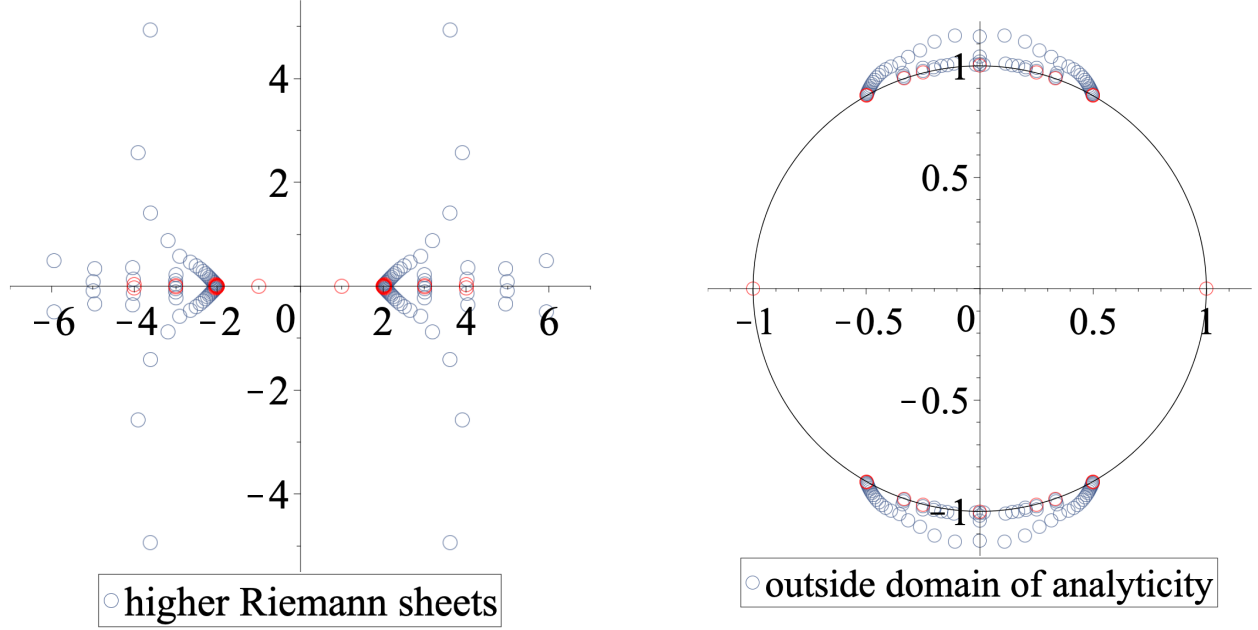 4
2
-6 -4 -2 0 2 4 6
-2
-4
higher Riemann sheets
1
0.5
-1 -0.5 0 0.5 1
-0.5
-1
outside domain of analyticity